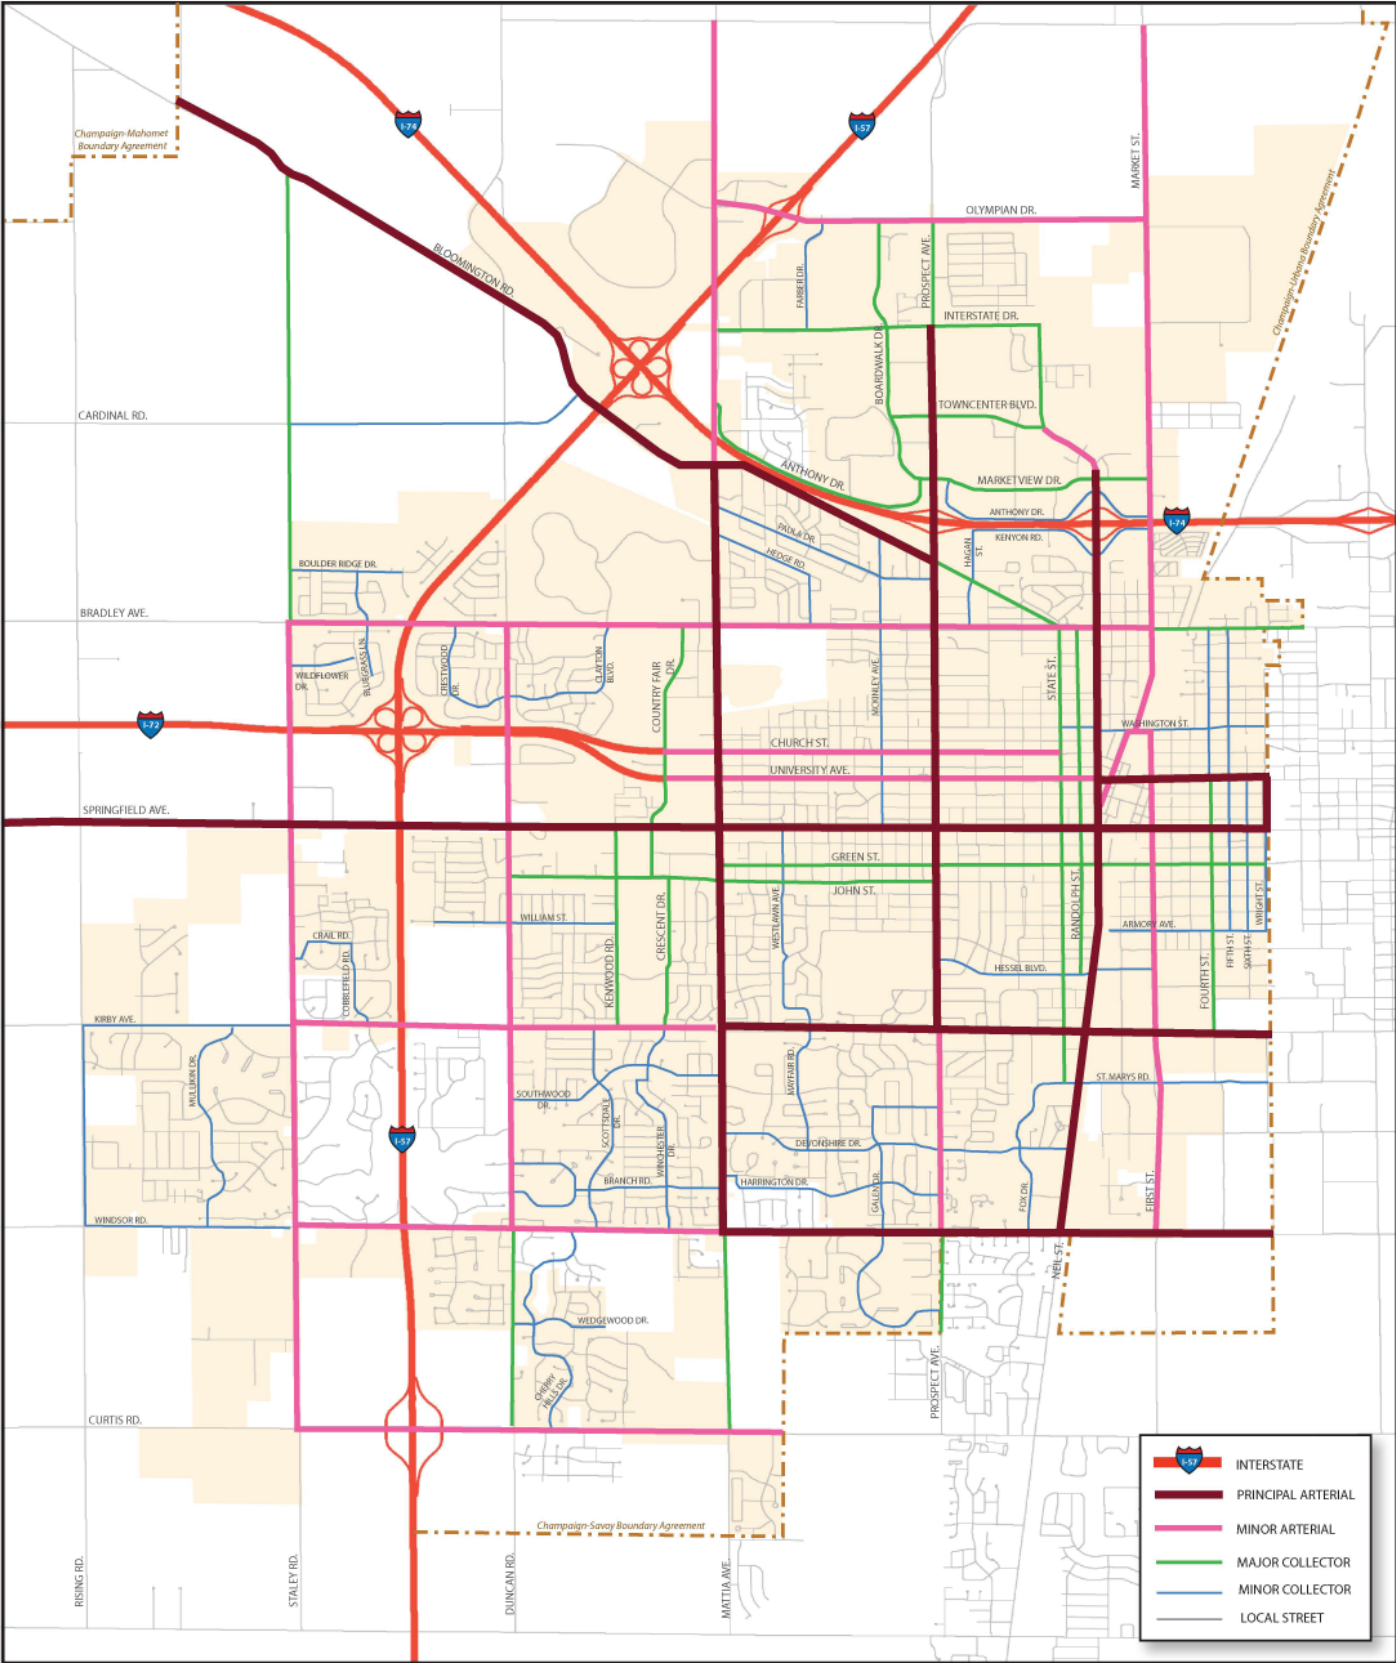 Champaign-Mahomet
Boundary Agreement
I-74
I-57
MARKET ST.
Champaign-Urbana Boundary Agreement
OLYMPIAN DR.
BLOOMINGTON RD.
FARBER DR.
PROSPECT AVE.
INTERSTATE DR.
BOARDWALK DR.
TOWNCENTER BLVD.
CARDINAL RD.
ANTHONY DR.
MARKETVIEW DR.
ANTHONY DR.
I-74
KENYON RD.
PAULA DR.
HEDGE RD.
HAGAN
ST.
BOULDER RIDGE DR.
BRADLEY AVE.
WILDFLOWER
DR.
BLUEGRASS LN.
CRESTWOOD
DR.
CLAYTON
BLVD.
COUNTRY FAIR
DR.
MCKINLEY AVE.
STATE ST.
I-72
WASHINGTON ST.
CHURCH ST.
UNIVERSITY AVE.
SPRINGFIELD AVE.
GREEN ST.
JOHN ST.
WILLIAM ST.
CRESCENT DR.
WESTLAWN AVE.
RANDOLPH ST.
ARMORY AVE.
WRIGHT ST.
CRAIL RD.
COBBLEFIELD RD.
KENWOOD RD.
HESSEL BLVD.
FOURTH ST.
FIFTH ST.
SIXTH ST.
KIRBY AVE.
MULLIKIN DR.
MAYFAIR RD.
ST. MARYS RD.
SOUTHWOOD
DR.
SCOTTSDALE
DR.
WINCHESTER
DR.
I-57
DEVONSHIRE DR.
BRANCH RD.
HARRINGTON DR.
GALEN DR.
FOX DR.
FIRST ST.
WINDSOR RD.
NEIL ST.
WEDGEWOOD DR.
CHERRY
HILLS DR.
PROSPECT AVE.
CURTIS RD.
Champaign-Savoy Boundary Agreement
RISING RD.
STALEY RD.
DUNCAN RD.
MATTIA AVE.
I-57
INTERSTATE
PRINCIPAL ARTERIAL
MINOR ARTERIAL
MAJOR COLLECTOR
MINOR COLLECTOR
LOCAL STREET